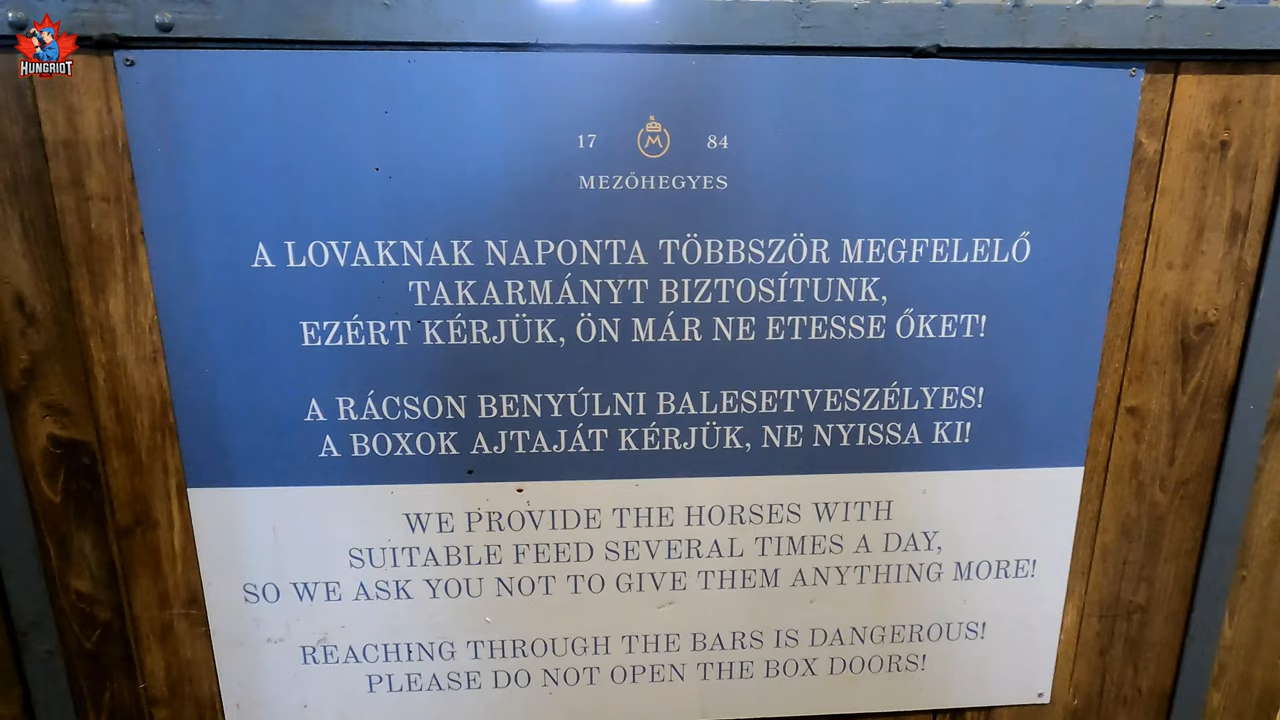 HUNGRIOT
17 M 84
MEZŐHEGYES
A LOVAKNAK NAPONTA TÖBBSZÖR MEGFELELŐ
TAKARMÁNYT BIZTOSÍTUNK,
EZÉRT KÉRJÜK, ÖN MÁR NE ETESSE ŐKET!
A RÁCSON BENYÚLNI BALESETVESZÉLYES!
A BOXOK AJTAJÁT KÉRJÜK, NE NYISSA KI!
WE PROVIDE THE HORSES WITH
SUITABLE FEED SEVERAL TIMES A DAY,
SO WE ASK YOU NOT TO GIVE THEM ANYTHING MORE!
REACHING THROUGH THE BARS IS DANGEROUS!
PLEASE DO NOT OPEN THE BOX DOORS!